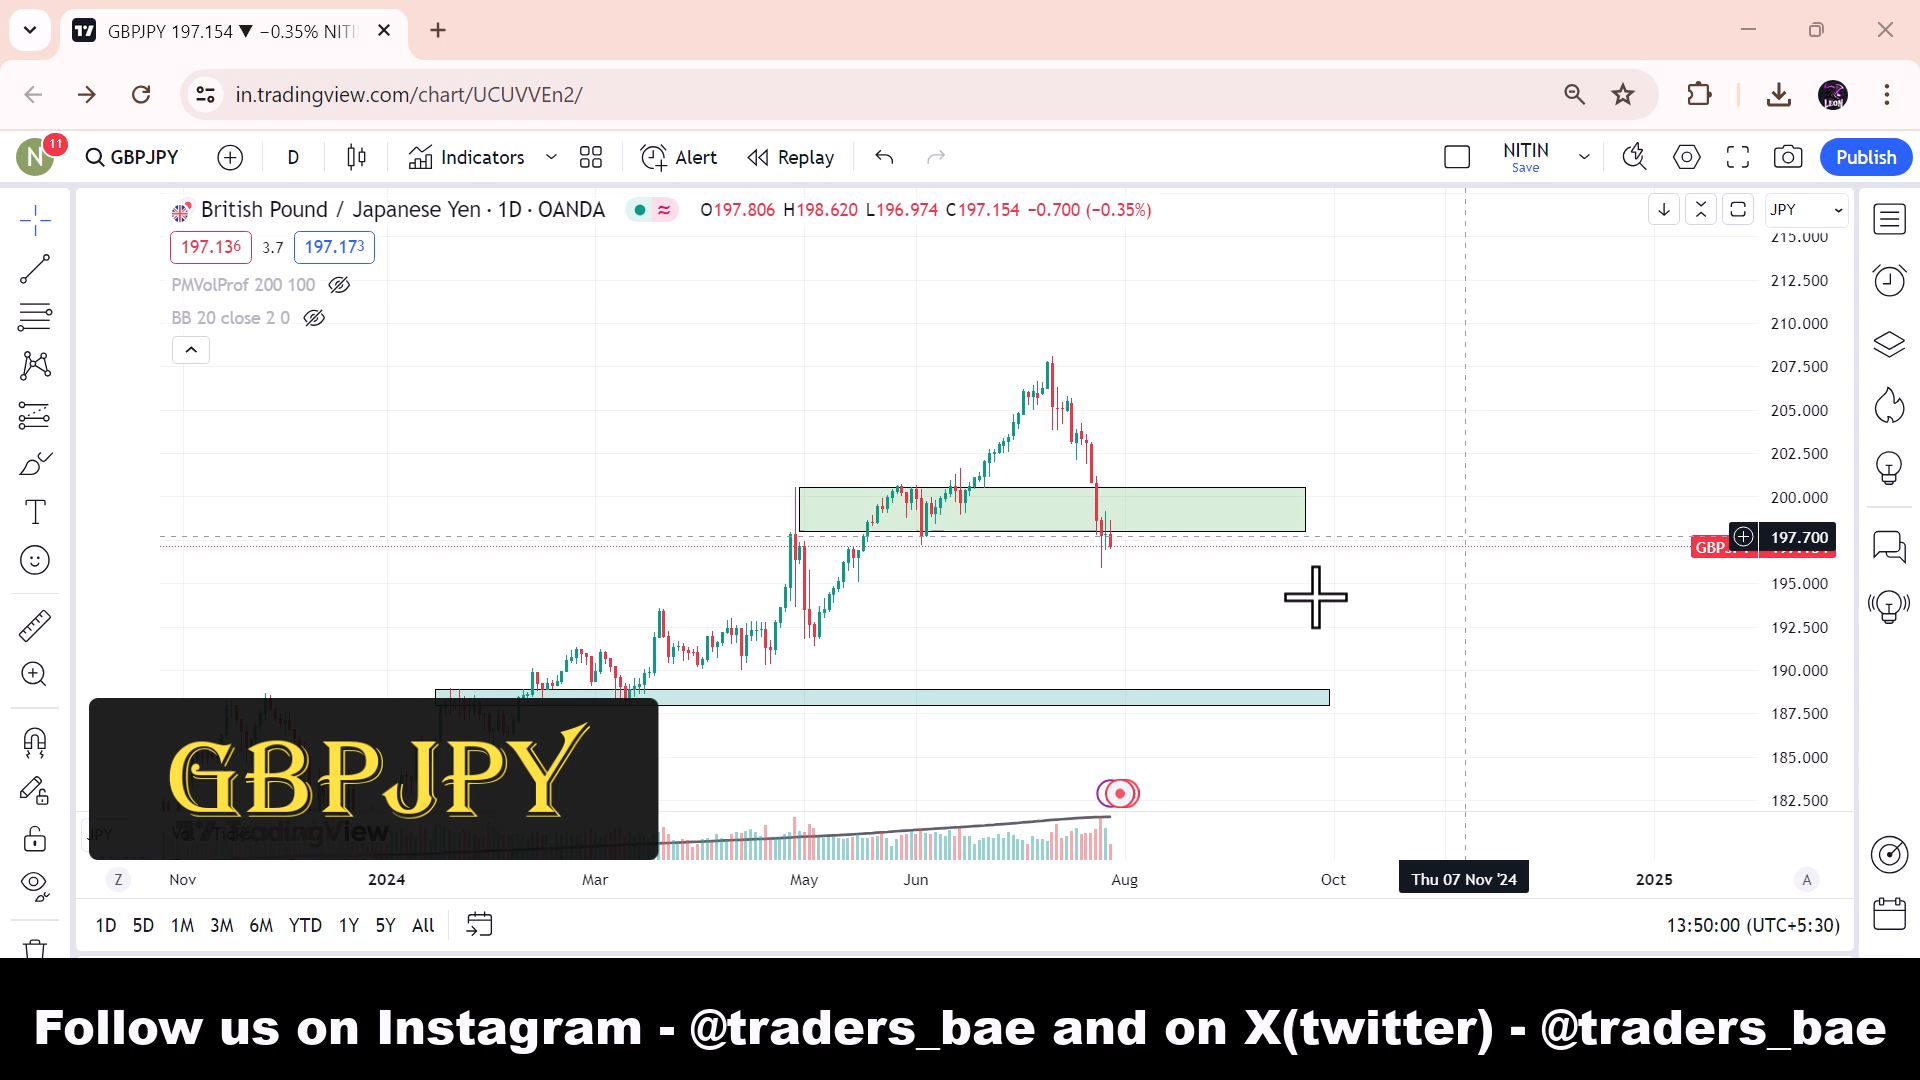 GBPJPY 197.154 ▼ −0.35% NITI
in.tradingview.com/chart/UCUVVEn2/
LEON
N 11 GBPJPY D Indicators Alert Replay NITIN Save Publish
British Pound / Japanese Yen · 1D · OANDA O197.806 H198.620 L196.974 C197.154 −0.700 (−0.35%) JPY
197.136 3.7 197.173
PMVolProf 200 100
BB 20 close 2 0
215.000
212.500
210.000
207.500
205.000
202.500
200.000
197.700
GBP
195.000
192.500
190.000
187.500
185.000
182.500
GBPJPY
JPY
TradingView
Z Nov 2024 Mar May Jun Aug Oct Thu 07 Nov '24 2025 A
1D 5D 1M 3M 6M YTD 1Y 5Y All 13:50:00 (UTC+5:30)
Follow us on Instagram - @traders_bae and on X(twitter) - @traders_bae